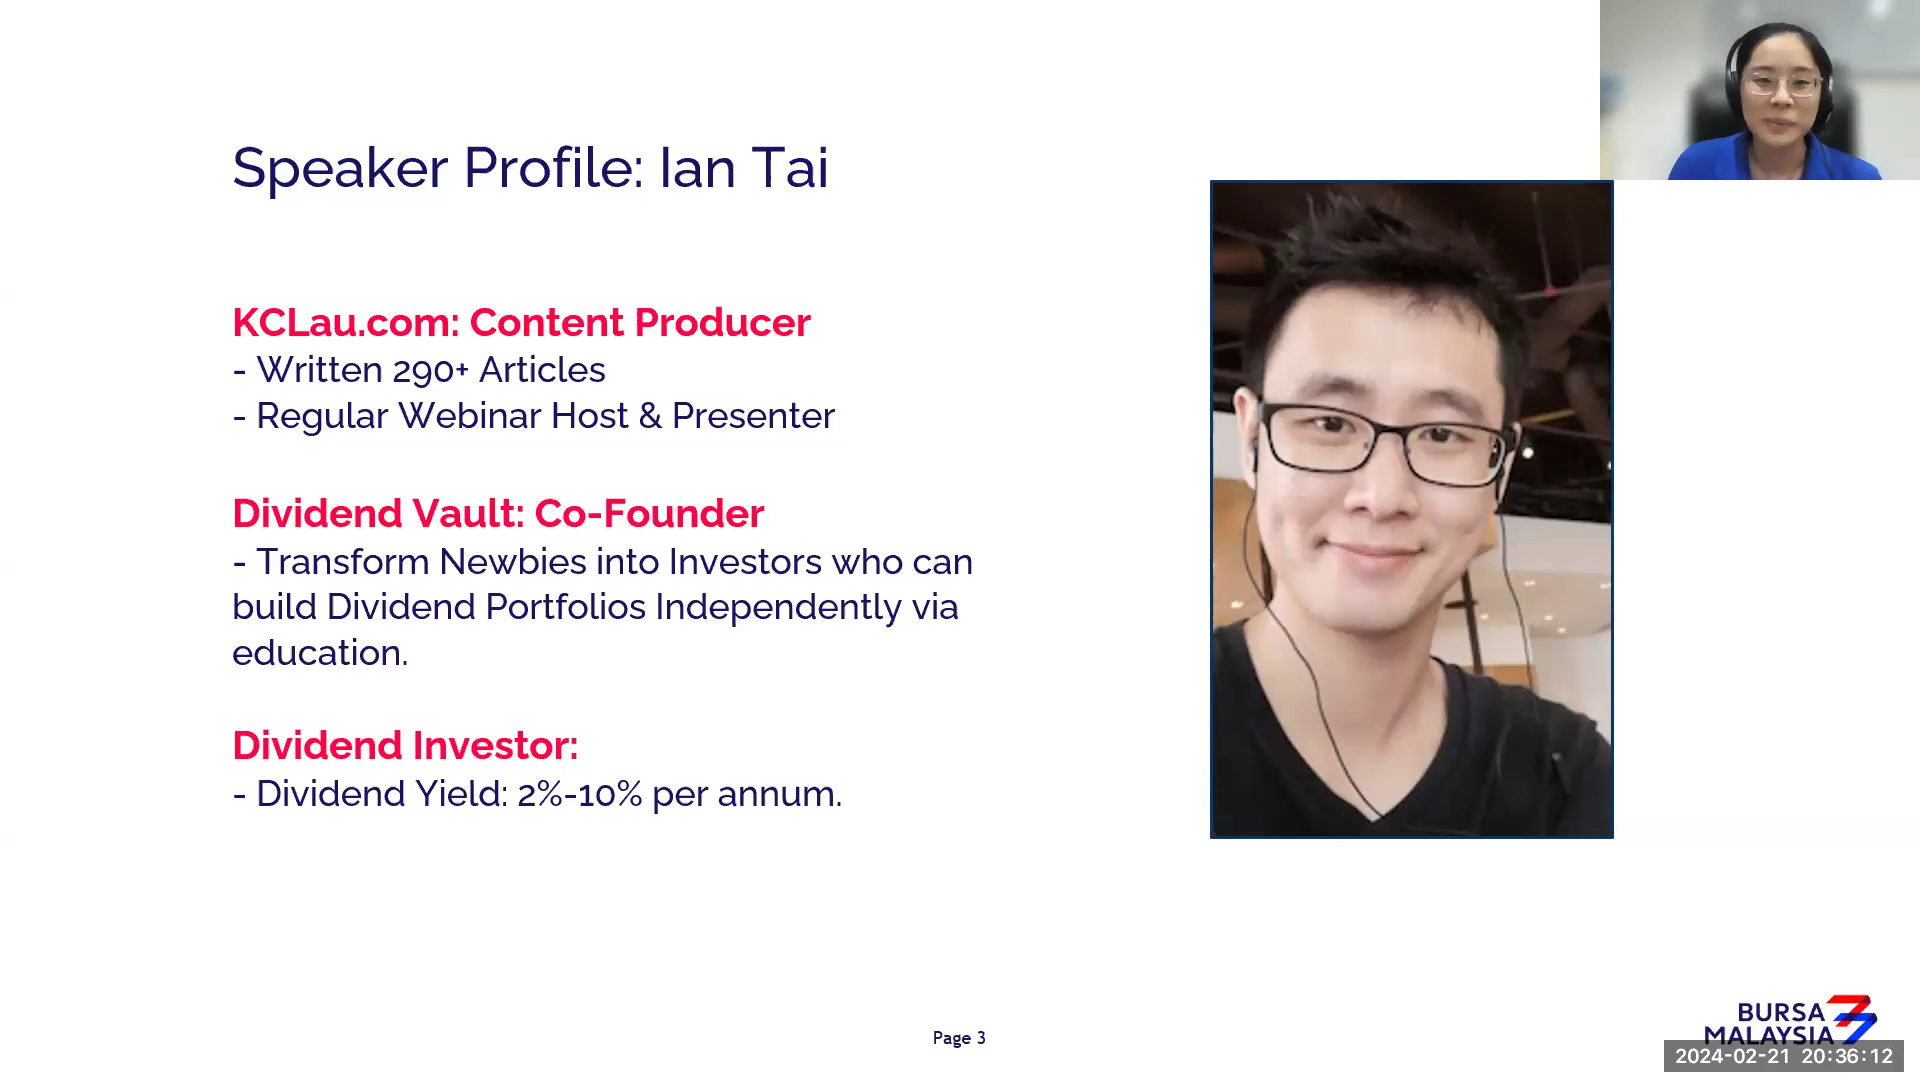 Speaker Profile: Ian Tai
KCLau.com: Content Producer
- Written 290+ Articles
- Regular Webinar Host & Presenter
Dividend Vault: Co-Founder
- Transform Newbies into Investors who can
build Dividend Portfolios Independently via
education.
Dividend Investor:
- Dividend Yield: 2%-10% per annum.
Page 3
BURSA
MALAYSIA
2024-02-21 20:36:12